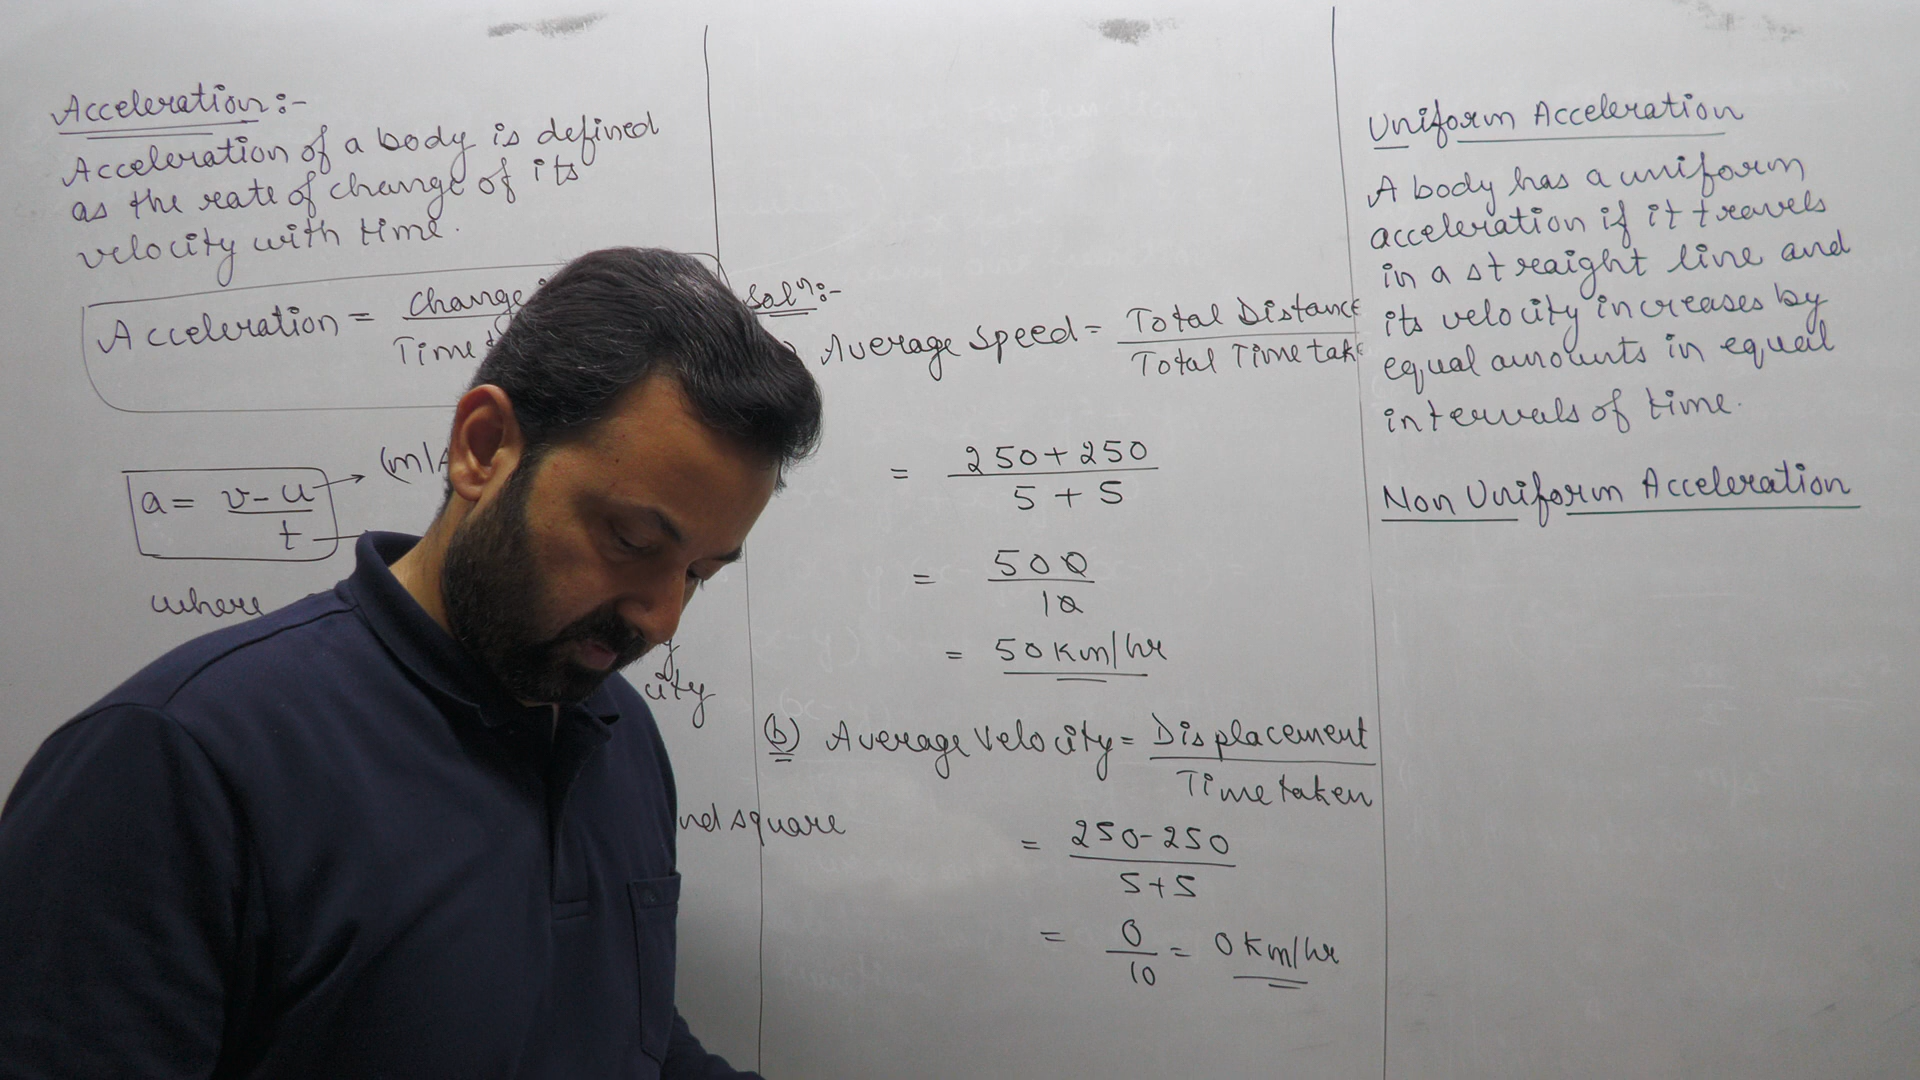 Acceleration:-
Acceleration of a body is defined
as the rate of change of its
velocity with time.
Acceleration = Change
Time
a = v-u
t
where
nd square
Soln:-
Average Speed = Total Distance
Total Time
= 250+250
5+5
= 500
10
= 50 Km/hr
(b) Average Velocity = Displacement
Time taken
= 250-250
5+5
= 0
10
= 0 Km/hr
Uniform Acceleration
A body has a uniform
acceleration if it travels
in a straight line and
its velocity increases by
equal amounts in equal
intervals of time.
Non Uniform Acceleration